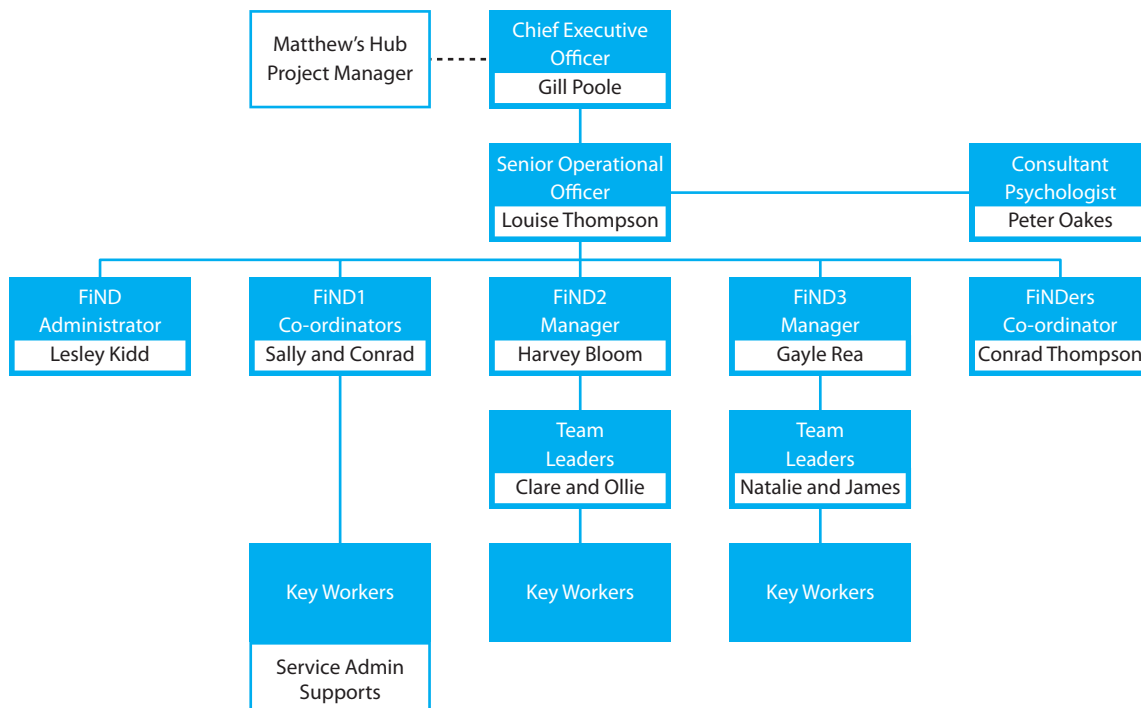 Matthew's Hub
Project Manager
Chief Executive
Officer
Gill Poole
Senior Operational
Officer
Louise Thompson
Consultant
Psychologist
Peter Oakes
FiND
Administrator
Lesley Kidd
FiND1
Co-ordinators
Sally and Conrad
FiND2
Manager
Harvey Bloom
FiND3
Manager
Gayle Rea
FiNDers
Co-ordinator
Conrad Thompson
Team
Leaders
Clare and Ollie
Team
Leaders
Natalie and James
Key Workers
Service Admin
Supports
Key Workers
Key Workers